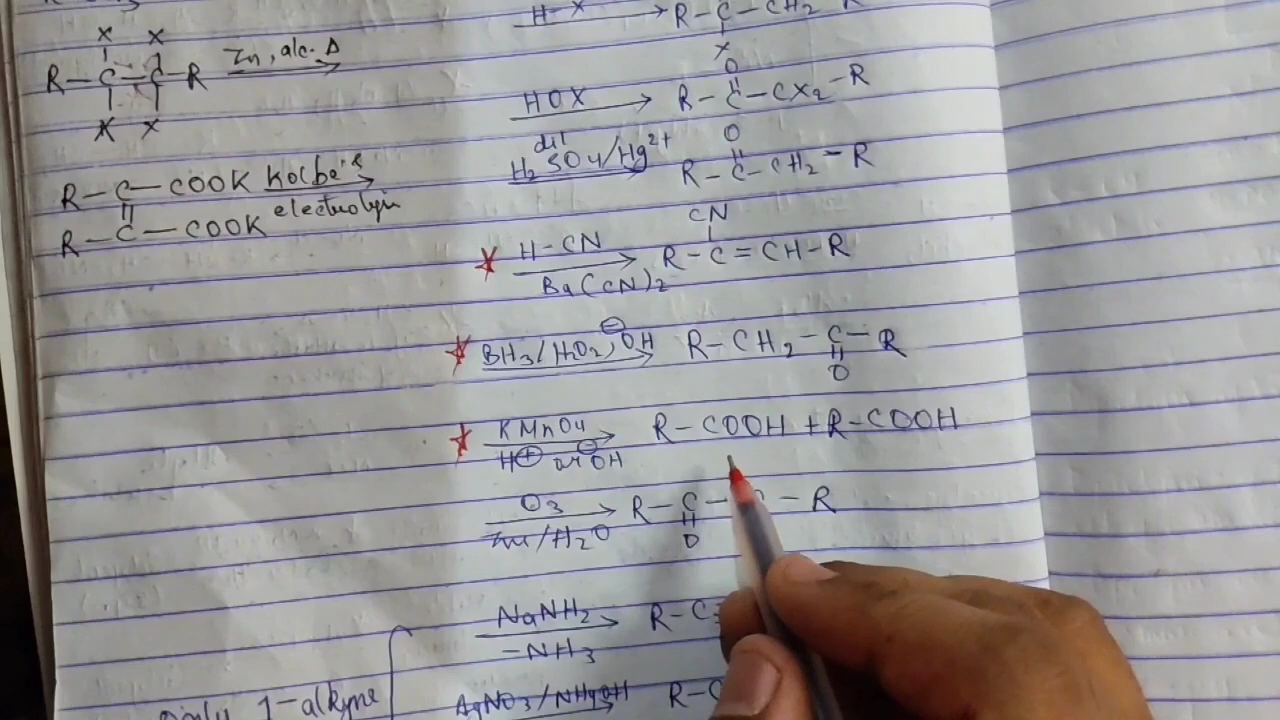 X X
R-C-C-R Zn, alc. Δ
X X
R-C-COOK Kolbe's
R-C-COOK electrolysis
H-X R-C-CH2-R
X
O
HOX R-C-CX2-R
O
dil H2SO4/Hg2+ R-C-CH2-R
CN
H-CN R-C=CH-R
Ba(CN)2
BH3/H2O2, ⊖OH R-CH2-C-R
O
KMnO4 R-COOH + R-COOH
H⊕ or ⊖OH
O3 R-C- -R
Zn/H2O O
NaNH2 R-C
-NH3
Only 1-alkyne
AgNO3/NH4OH R-C